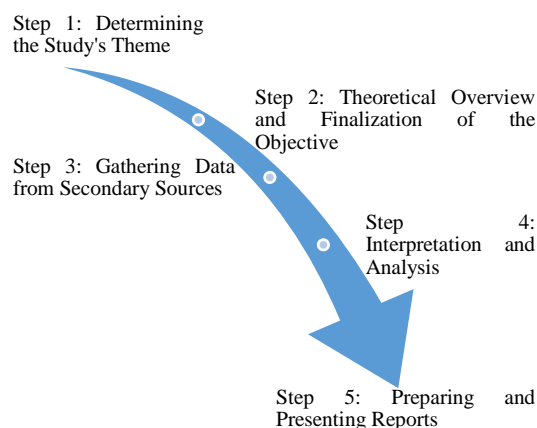 Step 1: Determining
the Study's Theme
Step 2: Theoretical Overview
and Finalization of the
Objective
Step 3: Gathering Data
from Secondary Sources
Step 4:
Interpretation and
Analysis
Step 5: Preparing and
Presenting Reports